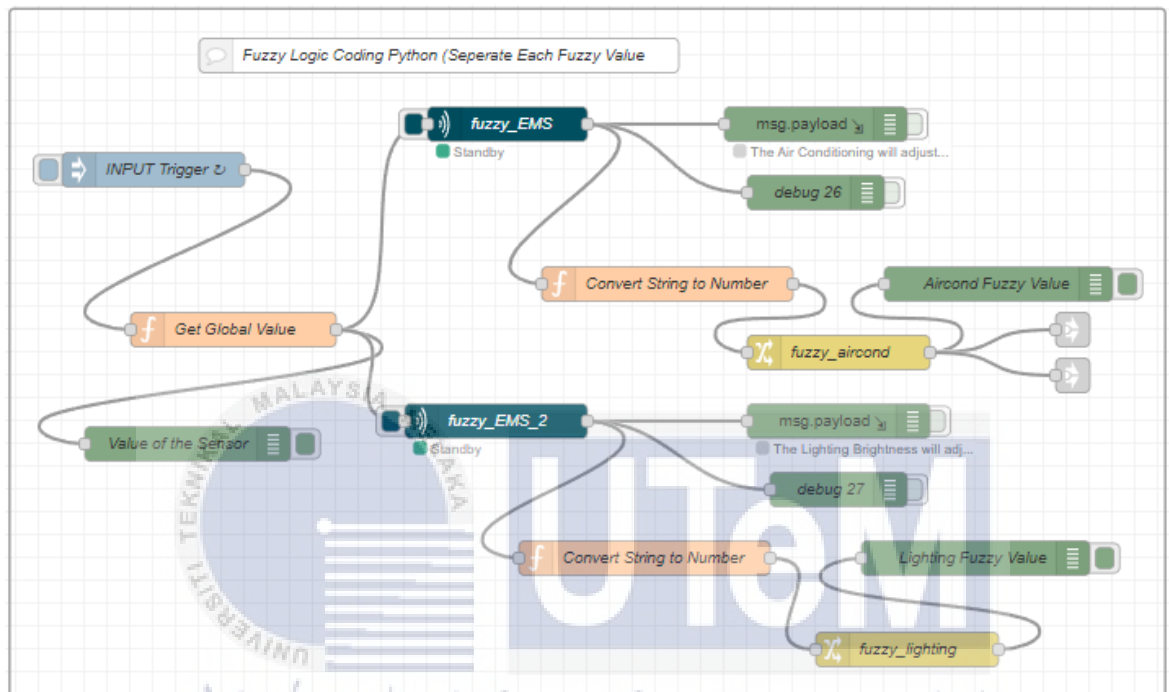 Fuzzy Logic Coding Python (Seperate Each Fuzzy Value
fuzzy_EMS
Standby
msg.payload
The Air Conditioning will adjust...
INPUT Trigger ↻
debug 26
Convert String to Number
Aircond Fuzzy Value
Get Global Value
fuzzy_aircond
fuzzy_EMS_2
Standby
msg.payload
The Lighting Brightness will adj...
Value of the Sensor
debug 27
Convert String to Number
Lighting Fuzzy Value
fuzzy_lighting
UNIVERSITI TEKNIKAL MALAYSIA
AKA
UTeM